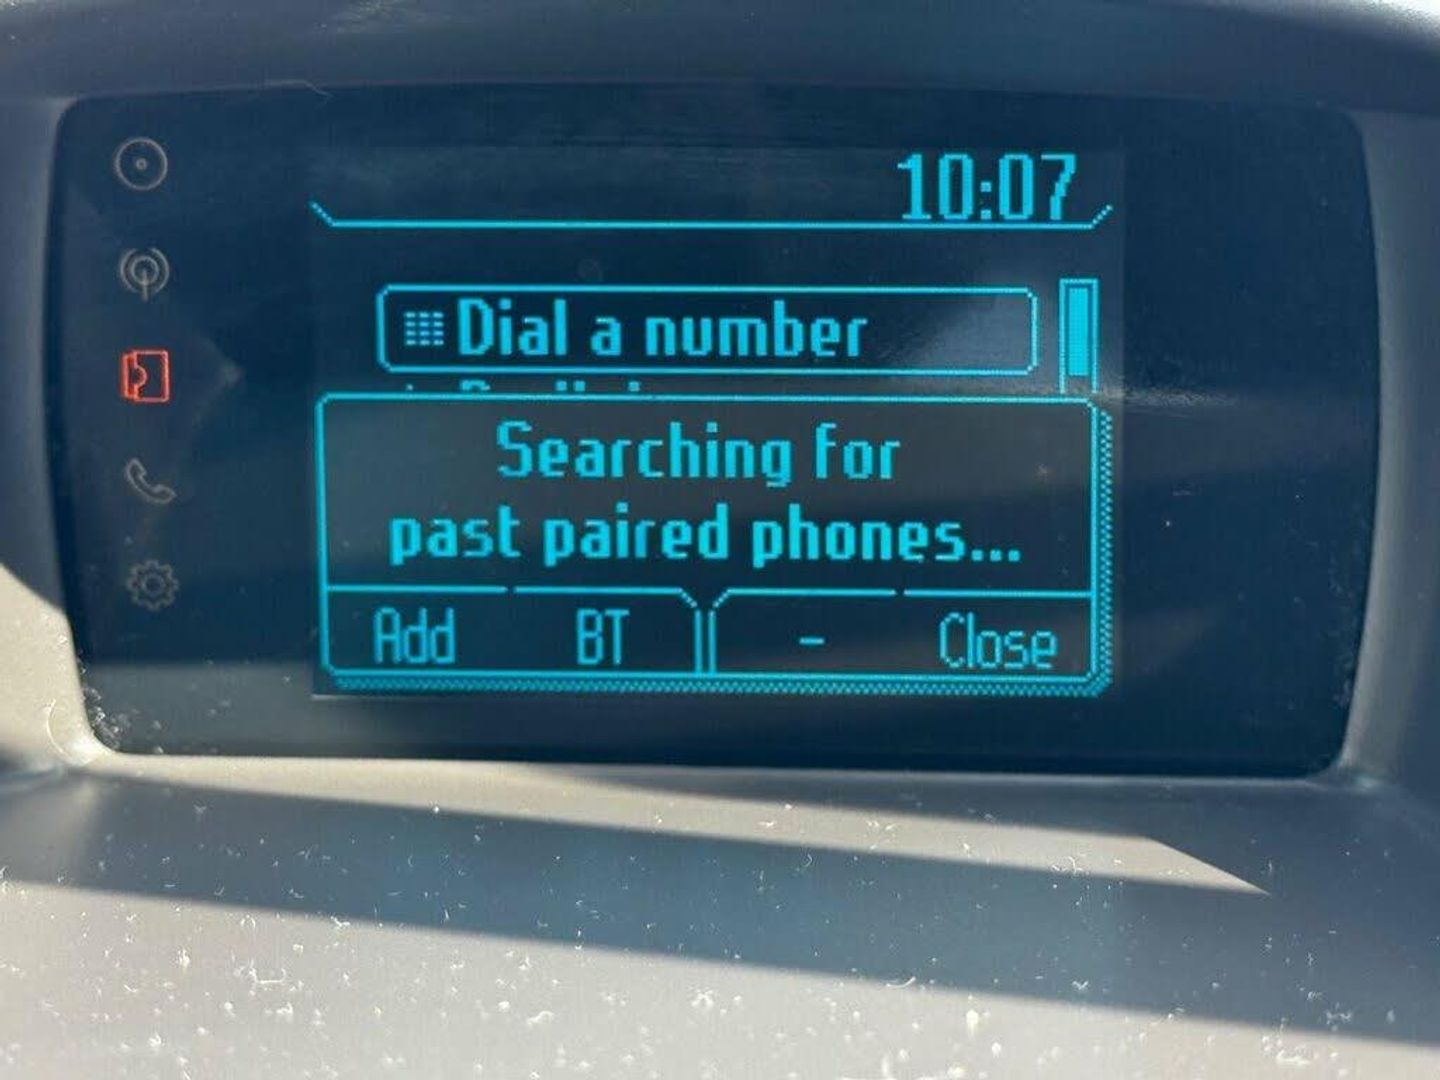 10:07
Dial a number
Searching for
past paired phones...
Add BT - Close